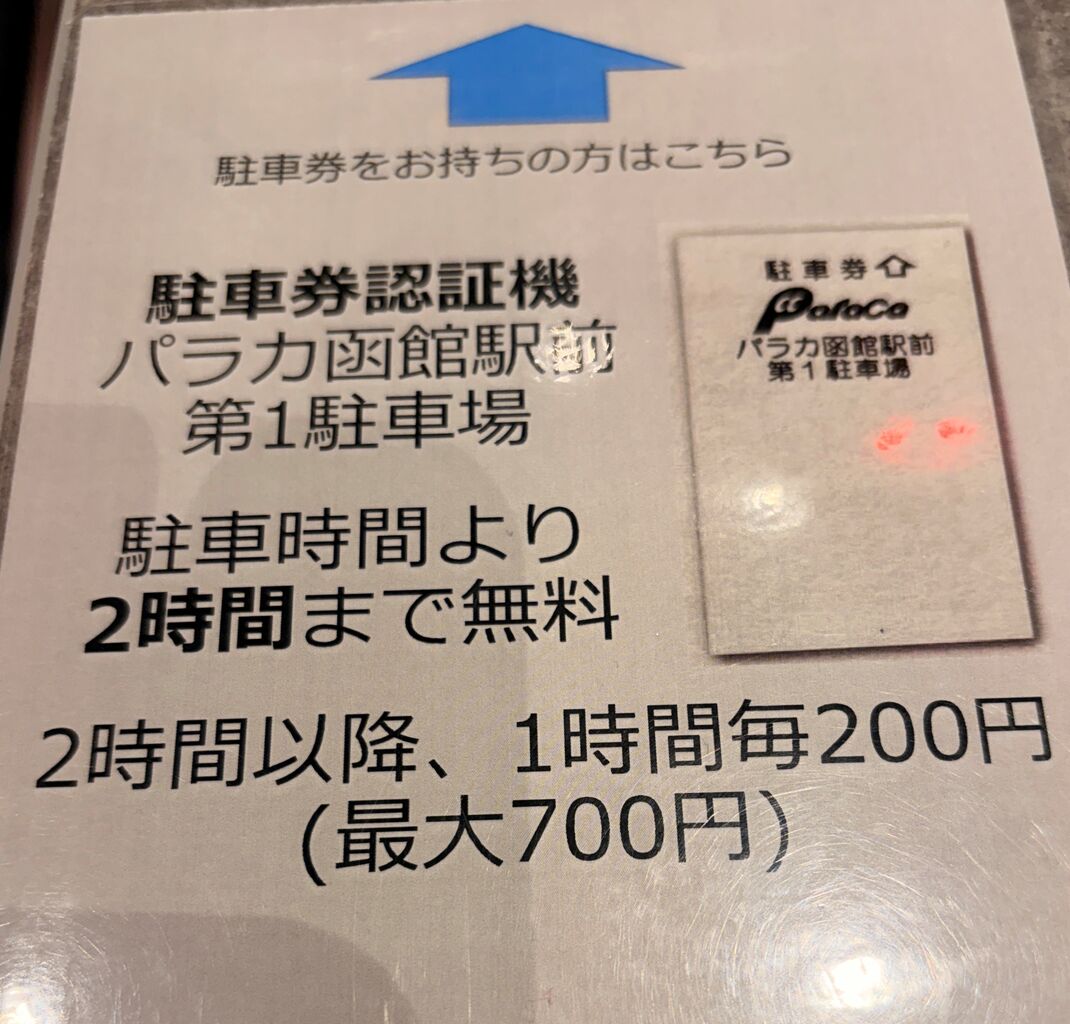 駐車券をお持ちの方はこちら
駐車券認証機
パラカ函館駅前
第1駐車場
駐車時間より
2時間まで無料
2時間以降、1時間毎200円
(最大700円)
駐車券
Paraca
パラカ函館駅前
第1駐車場